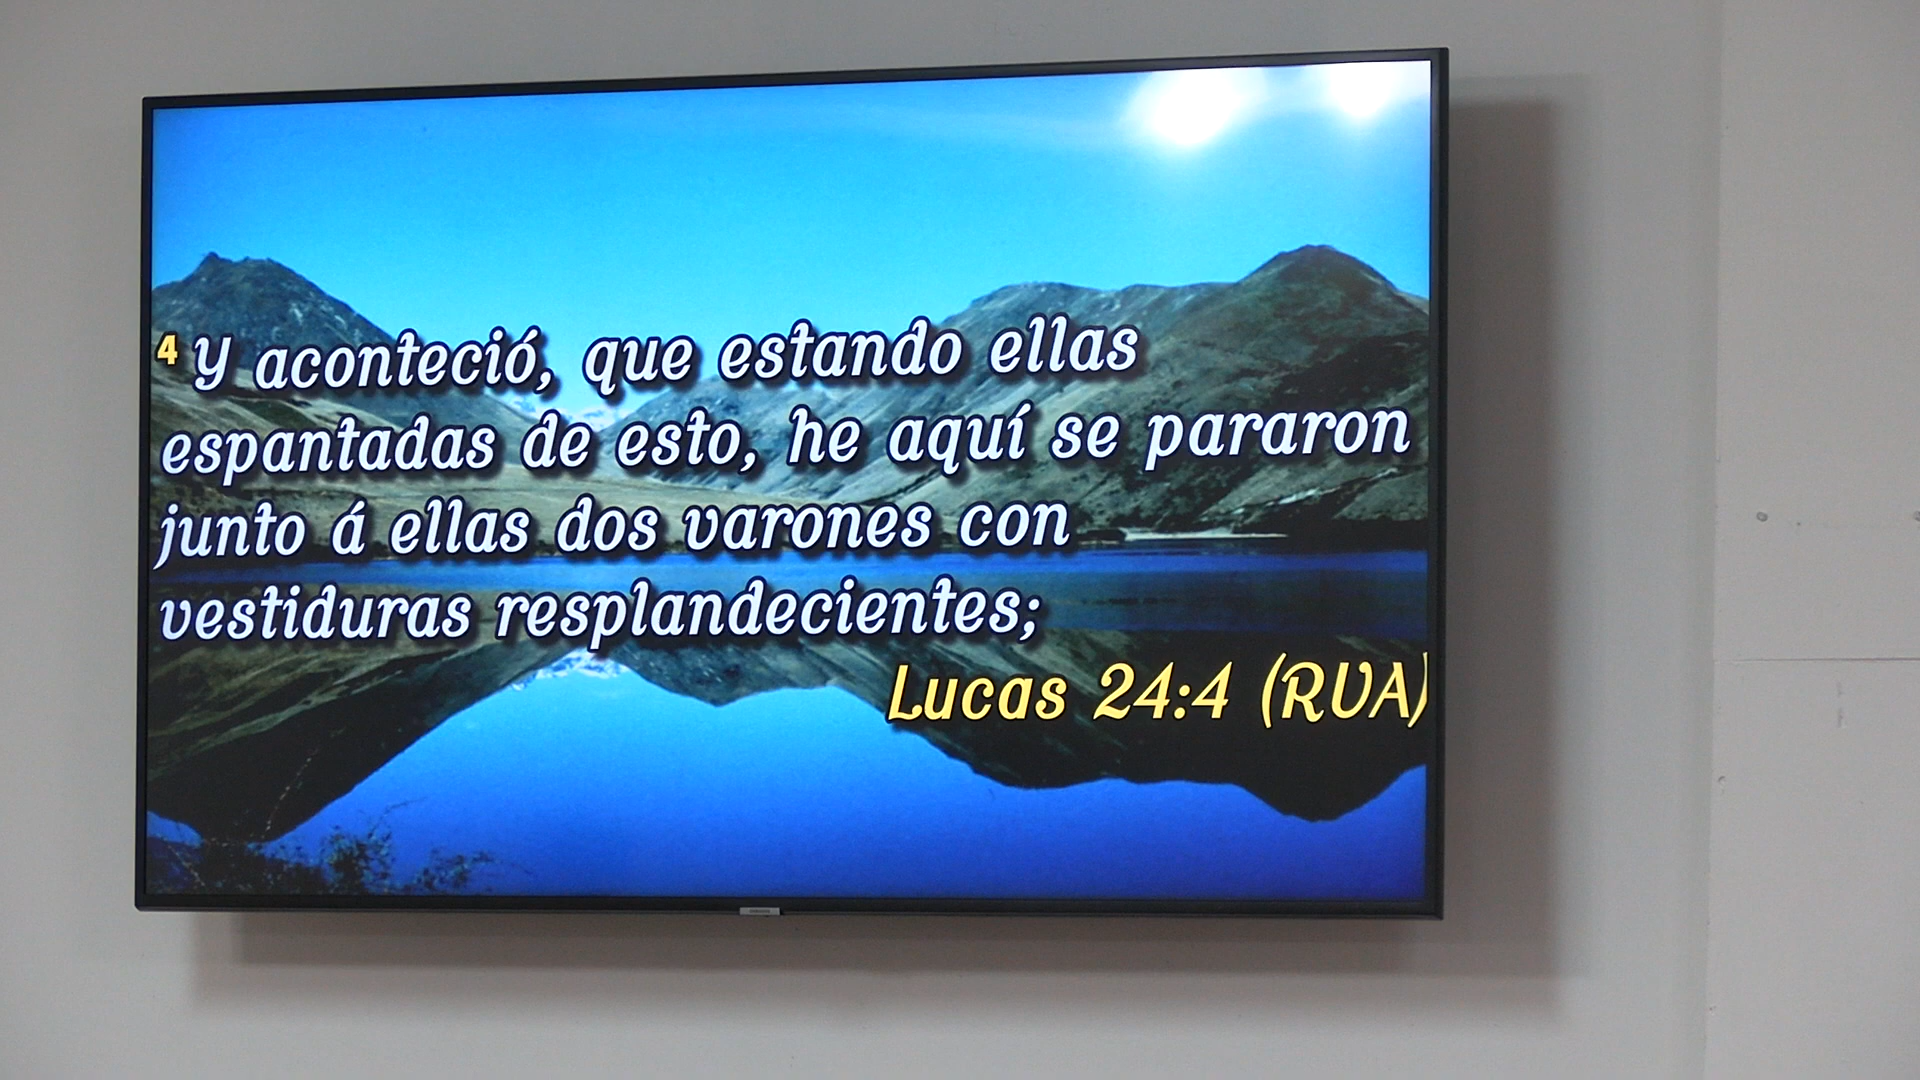 4 Y aconteció, que estando ellas
espantadas de esto, he aquí se pararon
junto á ellas dos varones con
vestiduras resplandecientes;
Lucas 24:4 (RVA)